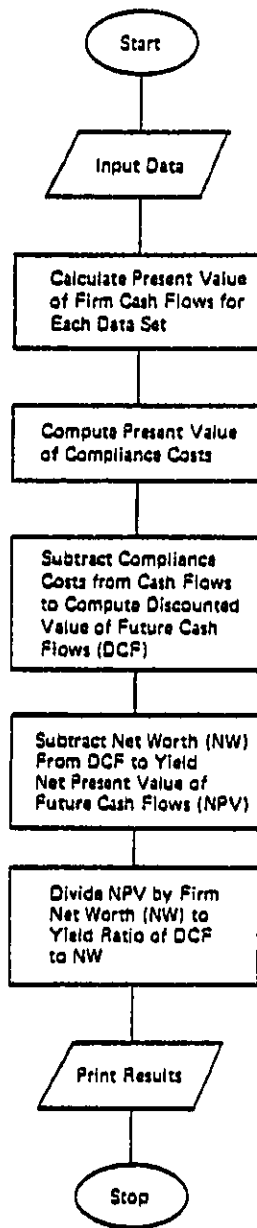 Start
Input Data
Calculate Present Value
of Firm Cash Flows for
Each Data Set
Compute Present Value
of Compliance Costs
Subtract Compliance
Costs from Cash Flows
to Compute Discounted
Value of Future Cash
Flows (DCF)
Subtract Net Worth (NW)
From DCF to Yield
Net Present Value of
Future Cash Flows (NPV)
Divide NPV by Firm
Net Worth (NW) to
Yield Ratio of DCF
to NW
Print Results
Stop